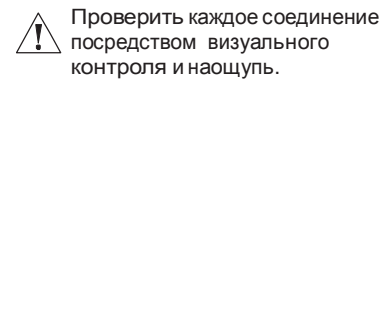 Проверить каждое соединение
посредством визуального
контроля и наощупь.